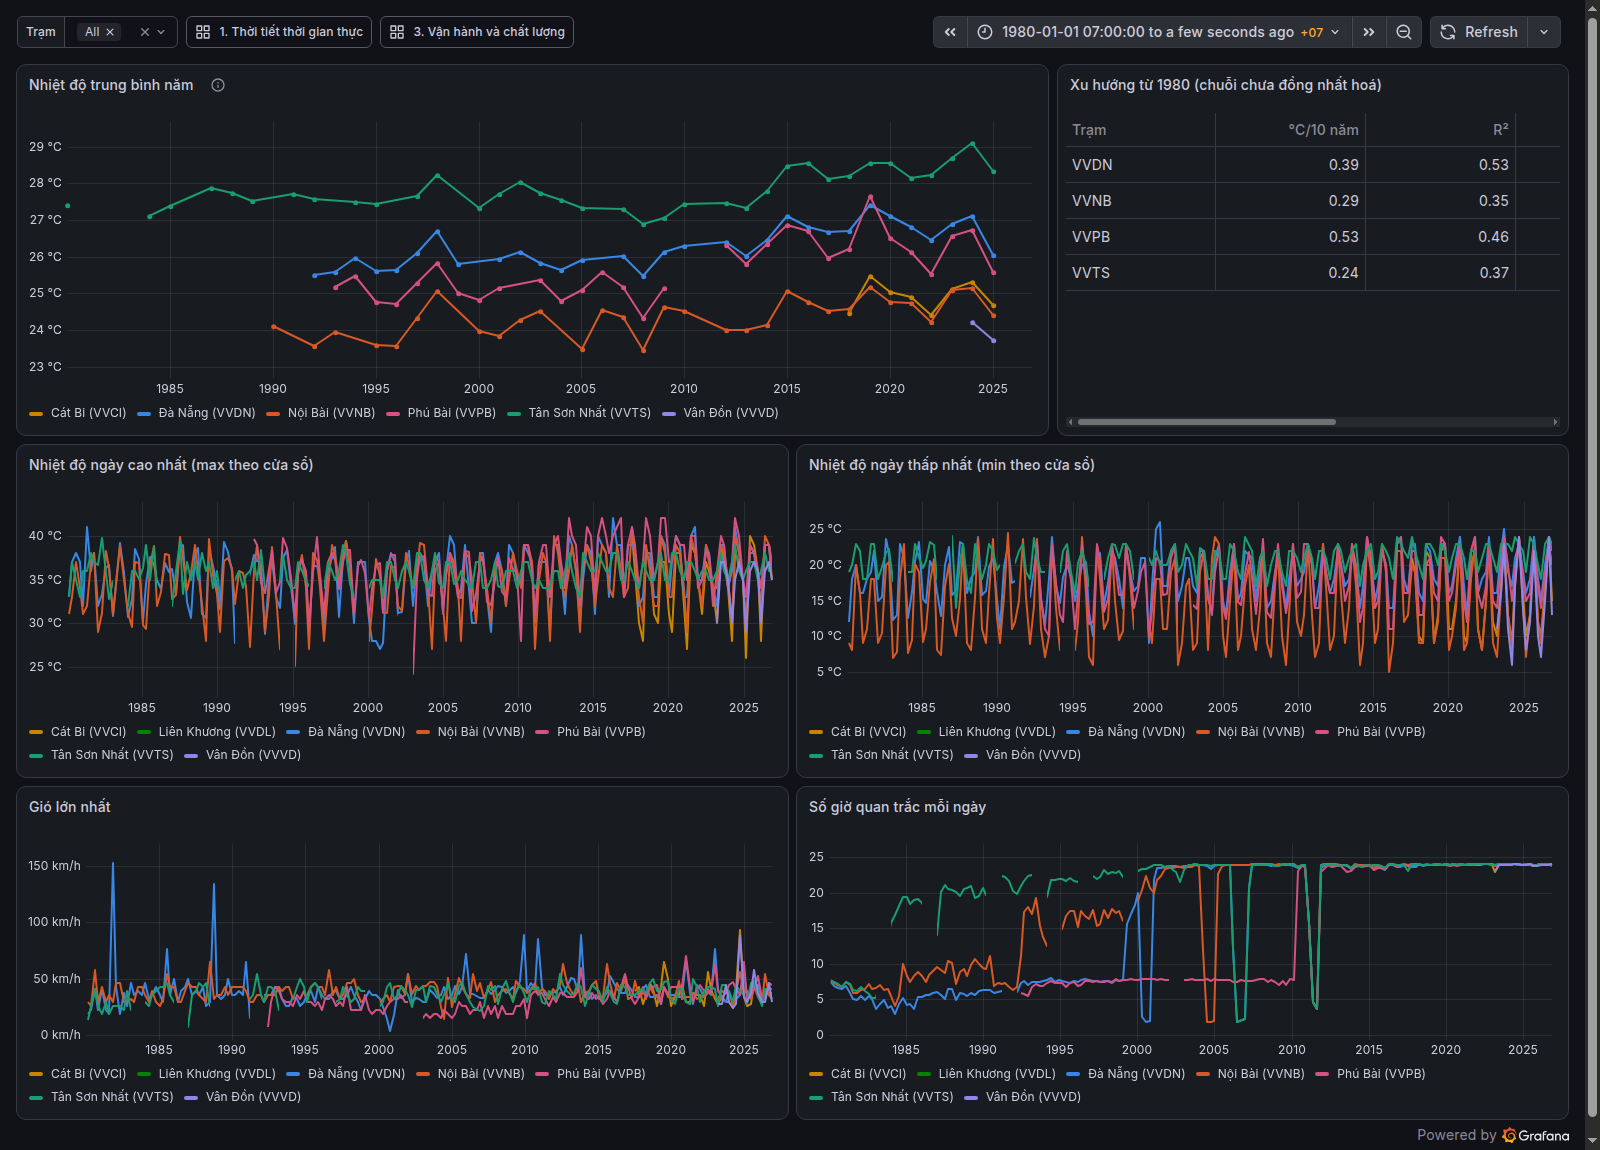 Trạm All
1. Thời tiết thời gian thực
3. Vận hành và chất lượng
1980-01-01 07:00:00 to a few seconds ago +07
Refresh
Nhiệt độ trung bình năm
29 °C
28 °C
27 °C
26 °C
25 °C
24 °C
23 °C
1985 1990 1995 2000 2005 2010 2015 2020 2025
Cát Bi (VVCI) Đà Nẵng (VVDN) Nội Bài (VVNB) Phú Bài (VVPB) Tân Sơn Nhất (VVTS) Vân Đồn (VVVD)
Xu hướng từ 1980 (chuỗi chưa đồng nhất hoá)
Trạm °C/10 năm R²
VVDN 0.39 0.53
VVNB 0.29 0.35
VVPB 0.53 0.46
VVTS 0.24 0.37
Nhiệt độ ngày cao nhất (max theo cửa sổ)
40 °C
35 °C
30 °C
25 °C
1985 1990 1995 2000 2005 2010 2015 2020 2025
Cát Bi (VVCI) Liên Khương (VVDL) Đà Nẵng (VVDN) Nội Bài (VVNB) Phú Bài (VVPB)
Tân Sơn Nhất (VVTS) Vân Đồn (VVVD)
Nhiệt độ ngày thấp nhất (min theo cửa sổ)
25 °C
20 °C
15 °C
10 °C
5 °C
1985 1990 1995 2000 2005 2010 2015 2020 2025
Cát Bi (VVCI) Liên Khương (VVDL) Đà Nẵng (VVDN) Nội Bài (VVNB) Phú Bài (VVPB)
Tân Sơn Nhất (VVTS) Vân Đồn (VVVD)
Gió lớn nhất
150 km/h
100 km/h
50 km/h
0 km/h
1985 1990 1995 2000 2005 2010 2015 2020 2025
Cát Bi (VVCI) Liên Khương (VVDL) Đà Nẵng (VVDN) Nội Bài (VVNB) Phú Bài (VVPB)
Tân Sơn Nhất (VVTS) Vân Đồn (VVVD)
Số giờ quan trắc mỗi ngày
25
20
15
10
5
0
1985 1990 1995 2000 2005 2010 2015 2020 2025
Cát Bi (VVCI) Liên Khương (VVDL) Đà Nẵng (VVDN) Nội Bài (VVNB) Phú Bài (VVPB)
Tân Sơn Nhất (VVTS) Vân Đồn (VVVD)
Powered by Grafana